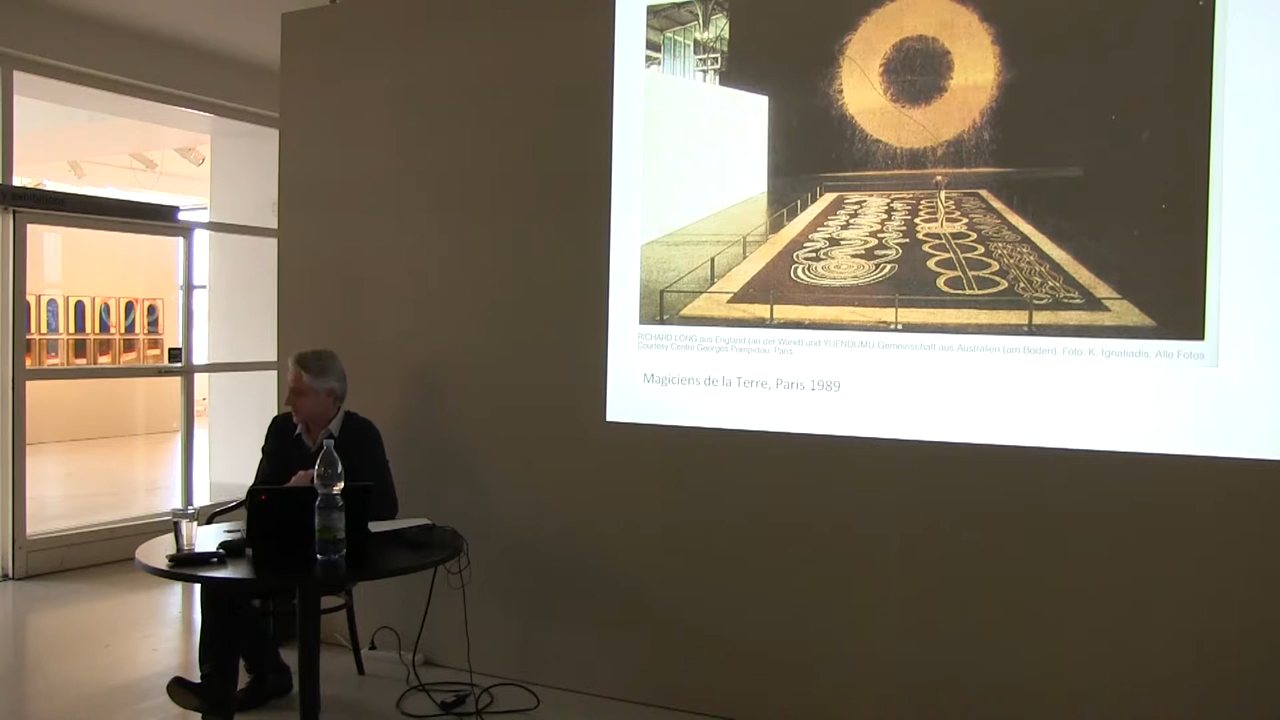 RICHARD LONG aus England (an der Wand) und YUENDUMU Gemeinschaft aus Australien (am Boden). Foto: K. Ignatiadis, Alle Fotos
Courtesy Centre Georges Pompidou, Paris
Magiciens de la Terre, Paris 1989